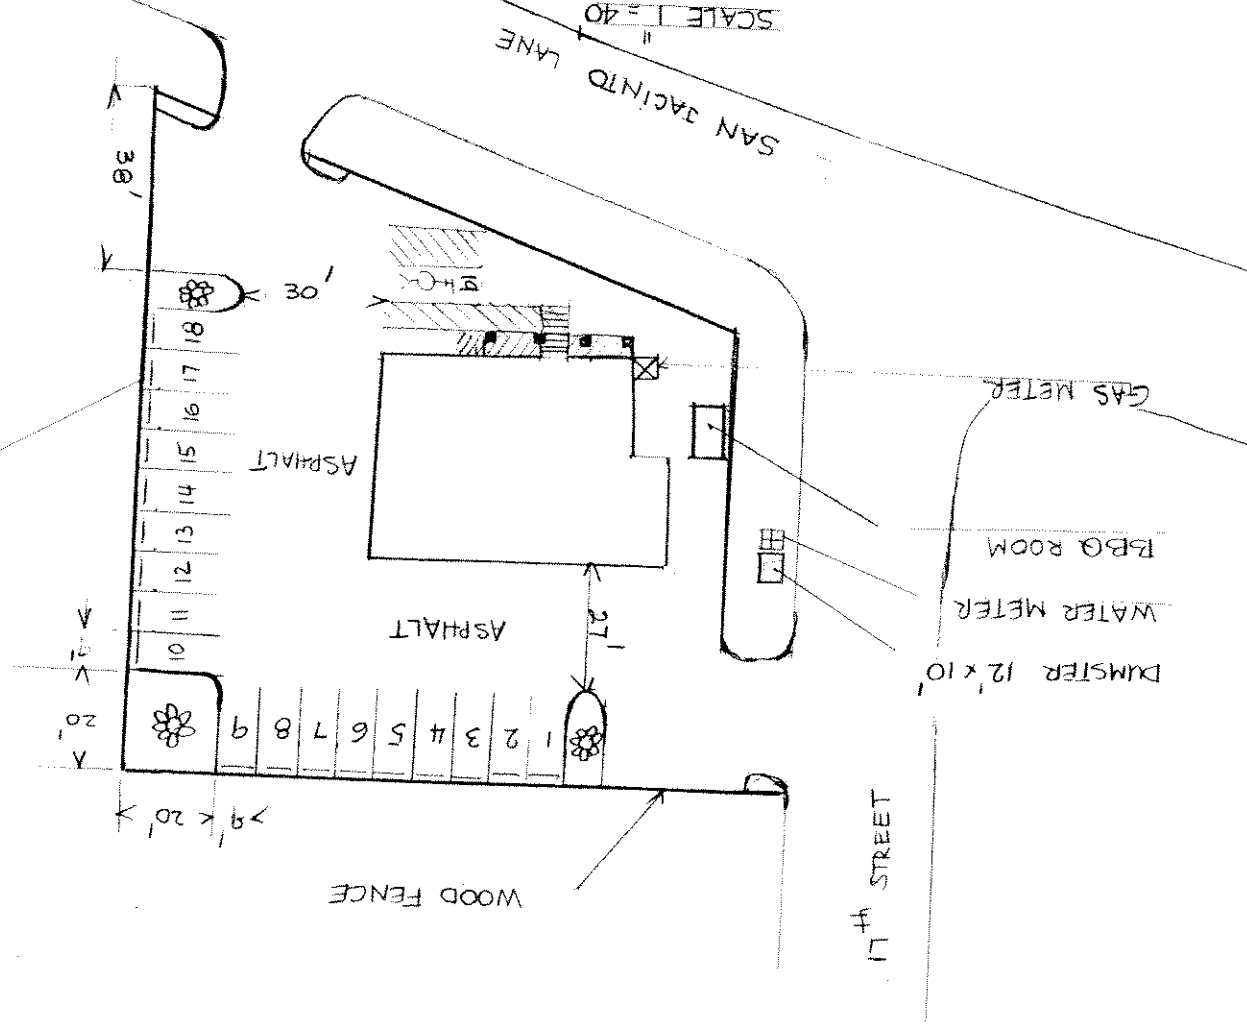 SCALE 1" = 40
SAN JACINTO LANE
38'
30'
18
17
16
15
14
13
12
11
10
ASPHALT
ASPHALT
GAS METER
BBQ ROOM
WATER METER
DUMSTER 12' x 10'
27'
9'
20'
9 8 7 6 5 4 3 2 1
20' 9'
WOOD FENCE
17th STREET